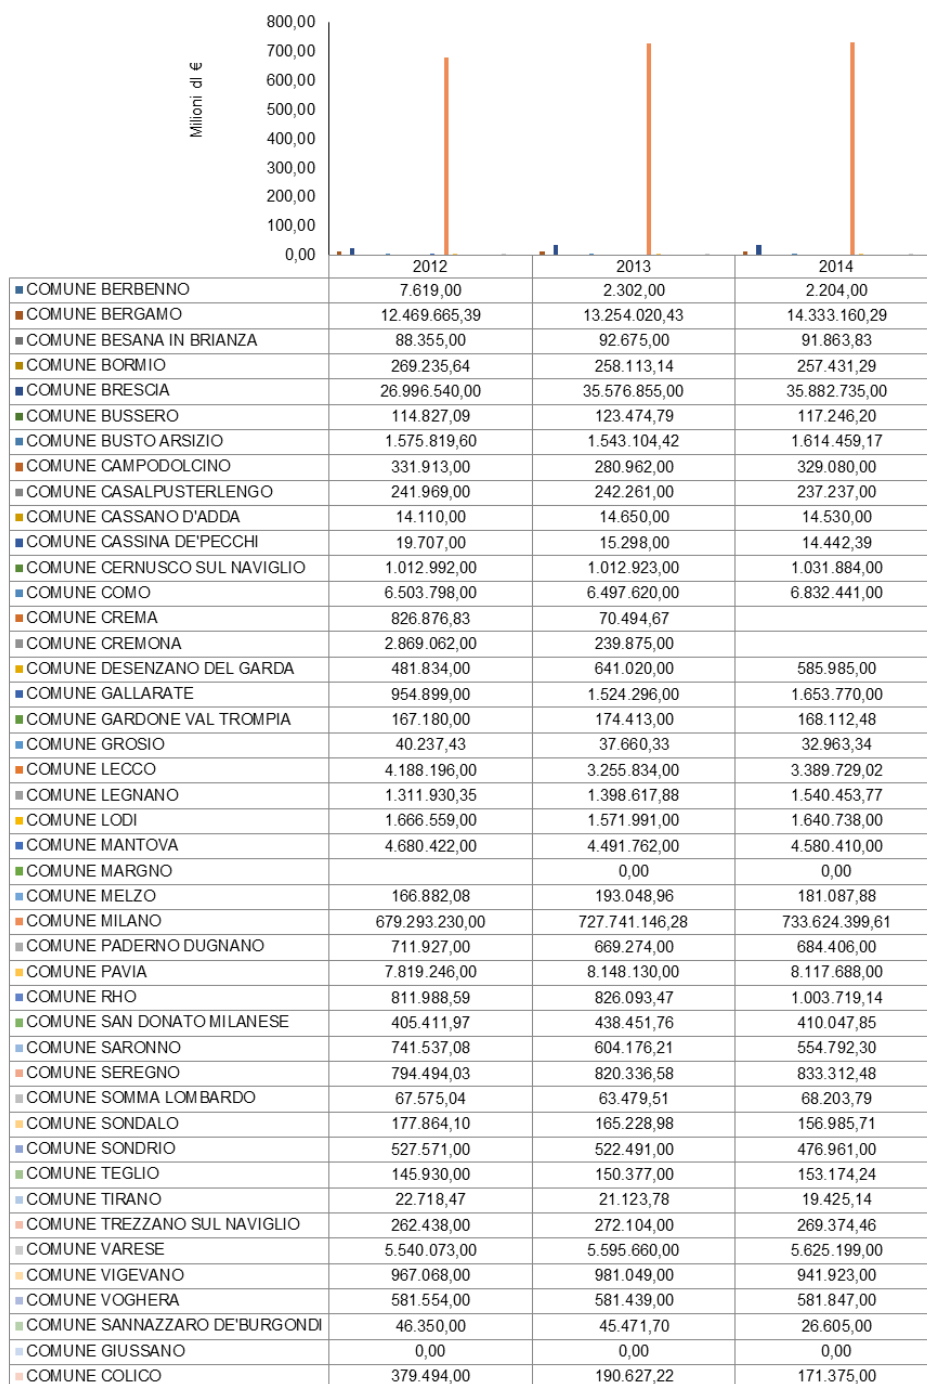 800,00
700,00
600,00
500,00
400,00
300,00
200,00
100,00
0,00
Milioni dI €
2012 2013 2014
COMUNE BERBENNO 7.619,00 2.302,00 2.204,00
COMUNE BERGAMO 12.469.665,39 13.254.020,43 14.333.160,29
COMUNE BESANA IN BRIANZA 88.355,00 92.675,00 91.863,83
COMUNE BORMIO 269.235,64 258.113,14 257.431,29
COMUNE BRESCIA 26.996.540,00 35.576.855,00 35.882.735,00
COMUNE BUSSERO 114.827,09 123.474,79 117.246,20
COMUNE BUSTO ARSIZIO 1.575.819,60 1.543.104,42 1.614.459,17
COMUNE CAMPODOLCINO 331.913,00 280.962,00 329.080,00
COMUNE CASALPUSTERLENGO 241.969,00 242.261,00 237.237,00
COMUNE CASSANO D'ADDA 14.110,00 14.650,00 14.530,00
COMUNE CASSINA DE'PECCHI 19.707,00 15.298,00 14.442,39
COMUNE CERNUSCO SUL NAVIGLIO 1.012.992,00 1.012.923,00 1.031.884,00
COMUNE COMO 6.503.798,00 6.497.620,00 6.832.441,00
COMUNE CREMA 826.876,83 70.494,67
COMUNE CREMONA 2.869.062,00 239.875,00
COMUNE DESENZANO DEL GARDA 481.834,00 641.020,00 585.985,00
COMUNE GALLARATE 954.899,00 1.524.296,00 1.653.770,00
COMUNE GARDONE VAL TROMPIA 167.180,00 174.413,00 168.112,48
COMUNE GROSIO 40.237,43 37.660,33 32.963,34
COMUNE LECCO 4.188.196,00 3.255.834,00 3.389.729,02
COMUNE LEGNANO 1.311.930,35 1.398.617,88 1.540.453,77
COMUNE LODI 1.666.559,00 1.571.991,00 1.640.738,00
COMUNE MANTOVA 4.680.422,00 4.491.762,00 4.580.410,00
COMUNE MARGNO 0,00 0,00
COMUNE MELZO 166.882,08 193.048,96 181.087,88
COMUNE MILANO 679.293.230,00 727.741.146,28 733.624.399,61
COMUNE PADERNO DUGNANO 711.927,00 669.274,00 684.406,00
COMUNE PAVIA 7.819.246,00 8.148.130,00 8.117.688,00
COMUNE RHO 811.988,59 826.093,47 1.003.719,14
COMUNE SAN DONATO MILANESE 405.411,97 438.451,76 410.047,85
COMUNE SARONNO 741.537,08 604.176,21 554.792,30
COMUNE SEREGNO 794.494,03 820.336,58 833.312,48
COMUNE SOMMA LOMBARDO 67.575,04 63.479,51 68.203,79
COMUNE SONDALO 177.864,10 165.228,98 156.985,71
COMUNE SONDRIO 527.571,00 522.491,00 476.961,00
COMUNE TEGLIO 145.930,00 150.377,00 153.174,24
COMUNE TIRANO 22.718,47 21.123,78 19.425,14
COMUNE TREZZANO SUL NAVIGLIO 262.438,00 272.104,00 269.374,46
COMUNE VARESE 5.540.073,00 5.595.660,00 5.625.199,00
COMUNE VIGEVANO 967.068,00 981.049,00 941.923,00
COMUNE VOGHERA 581.554,00 581.439,00 581.847,00
COMUNE SANNAZZARO DE'BURGONDI 46.350,00 45.471,70 26.605,00
COMUNE GIUSSANO 0,00 0,00 0,00
COMUNE COLICO 379.494,00 190.627,22 171.375,00